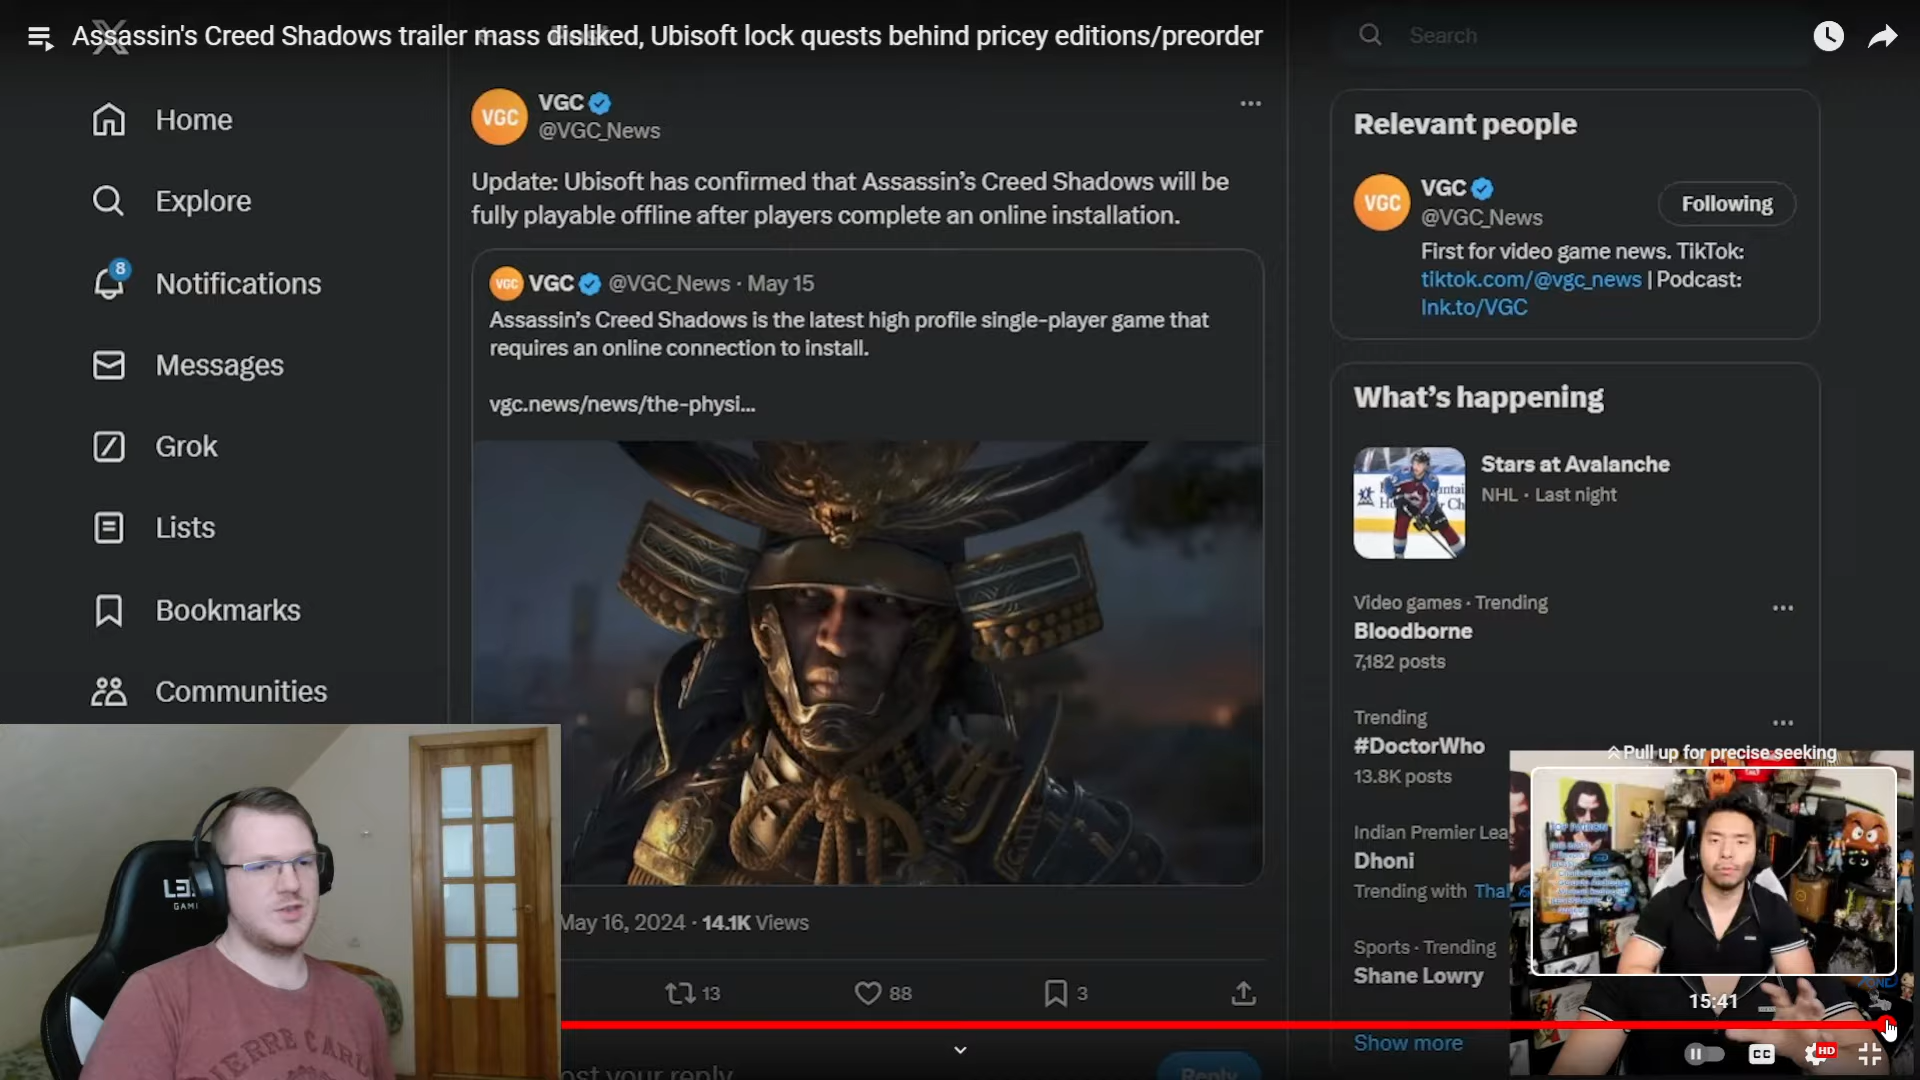 Assassin's Creed Shadows trailer mass disliked, Ubisoft lock quests behind pricey editions/preorder
Search
Home
Explore
8
Notifications
Messages
Grok
Lists
Bookmarks
Communities
VGC
VGC
@VGC_News
Update: Ubisoft has confirmed that Assassin's Creed Shadows will be
fully playable offline after players complete an online installation.
VGC
VGC @VGC_News · May 15
Assassin's Creed Shadows is the latest high profile single-player game that
requires an online connection to install.
vgc.news/news/the-physi...
May 16, 2024 · 14.1K Views
13
88
3
Reply
Relevant people
VGC
VGC
Following
@VGC_News
First for video game news. TikTok:
tiktok.com/@vgc_news | Podcast:
lnk.to/VGC
What's happening
Stars at Avalanche
NHL · Last night
Video games · Trending
Bloodborne
7,182 posts
Trending
#DoctorWho
13.8K posts
Indian Premier Lea
Dhoni
Trending with Thal
Sports · Trending
Shane Lowry
Show more
Pull up for precise seeking
15:41
CC
HD